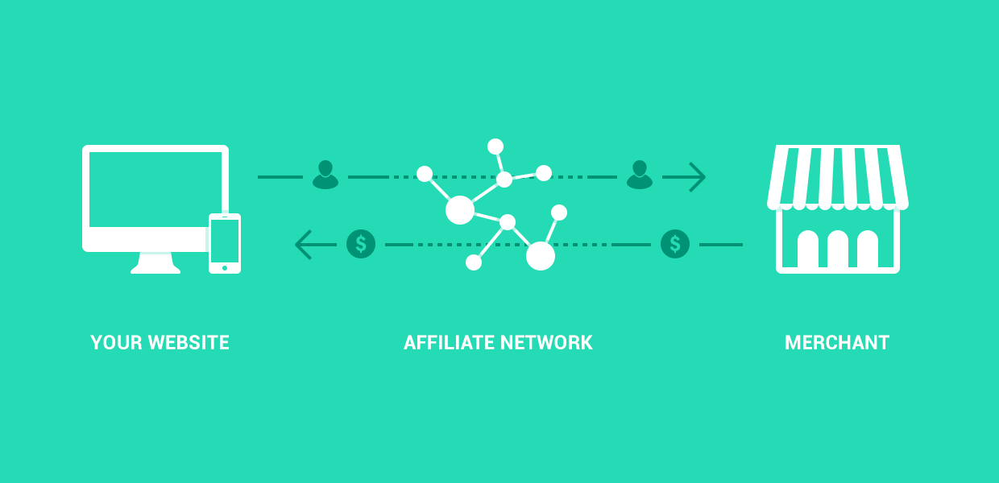 $ $
YOUR WEBSITE AFFILIATE NETWORK MERCHANT